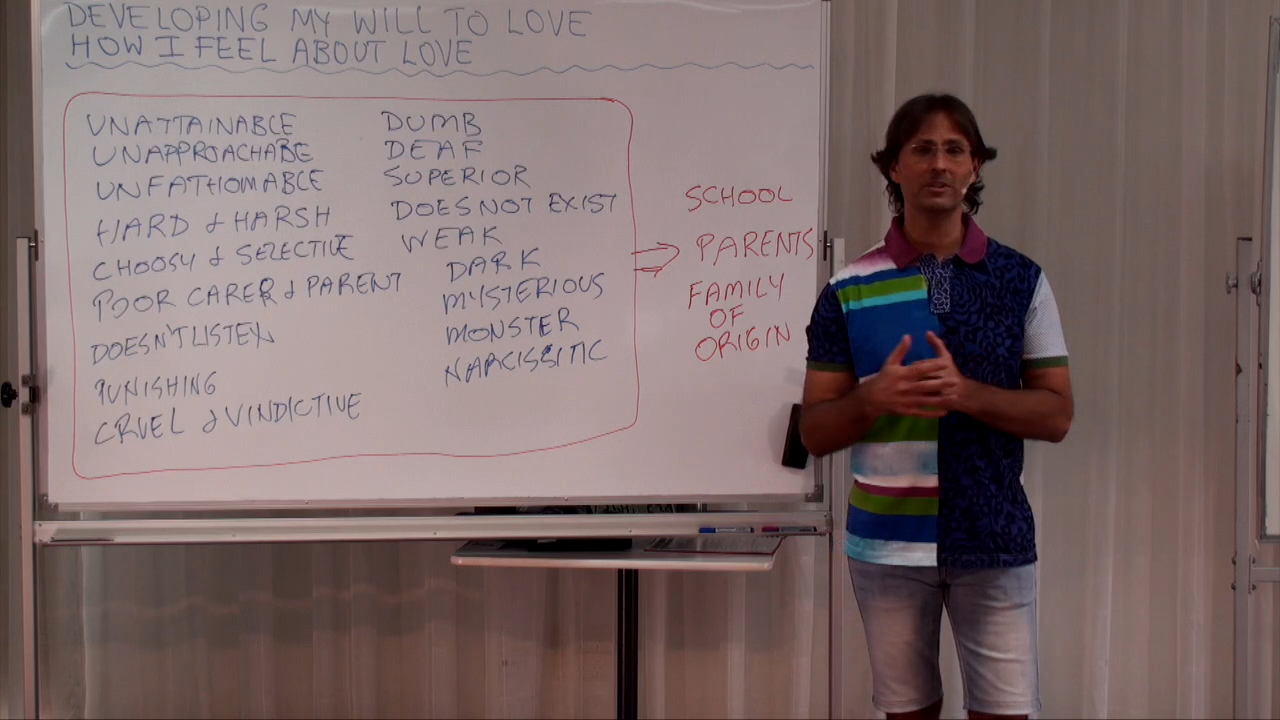 DEVELOPING MY WILL TO LOVE
HOW I FEEL ABOUT LOVE
UNATTAINABLE
UNAPPROACHABE
UNFATHOMABLE
HARD & HARSH
CHOOSY & SELECTIVE
POOR CARER & PARENT
DOESN'T LISTEN
PUNISHING
CRUEL & VINDICTIVE
DUMB
DEAF
SUPERIOR
DOES NOT EXIST
WEAK
DARK
MYSTERIOUS
MONSTER
NARCISSITIC
SCHOOL
PARENTS
FAMILY
OF
ORIGIN